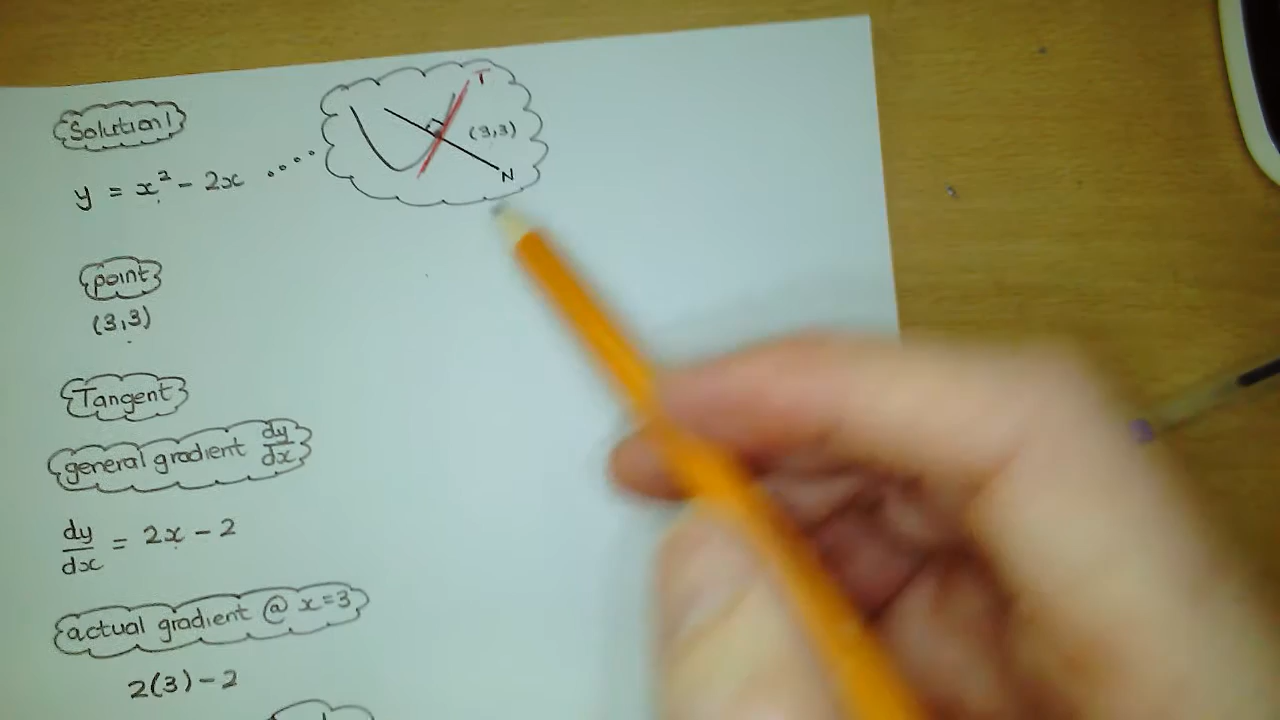 Solution!
T
(3,3)
N
y = x² - 2x ....
point
(3,3)
Tangent
general gradient dy/dx
dy/dx = 2x - 2
actual gradient @ x=3
2(3) - 2